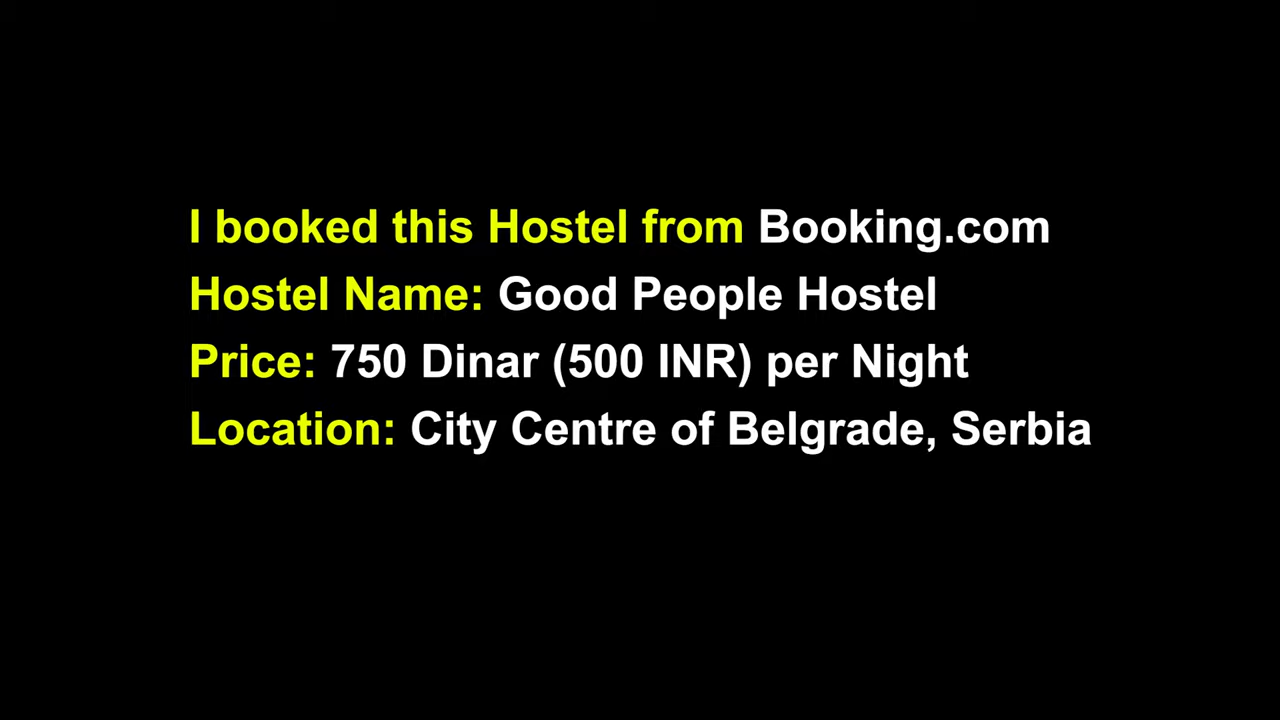 I booked this Hostel from Booking.com
Hostel Name: Good People Hostel
Price: 750 Dinar (500 INR) per Night
Location: City Centre of Belgrade, Serbia